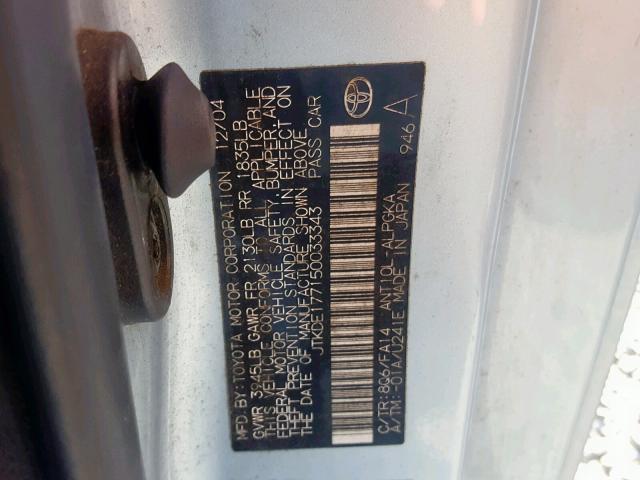 MFD.BY:TOYOTA MOTOR CORPORATION 12/04
GVWR 3945LB GAWR FR 2130LB RR 1835LB
THIS VEHICLE CONFORMS TO ALL APPLICABLE
FEDERAL MOTOR VEHICLE SAFETY, BUMPER, AND
THEFT PREVENTION STANDARDS IN EFFECT ON
THE DATE OF MANUFACTURE SHOWN ABOVE.
JTKDE177150033343 PASS CAR
C/TR:8Q6/FA14 ANT10L-ALPGKA
A/TM:-01A/U241E MADE IN JAPAN
946 A